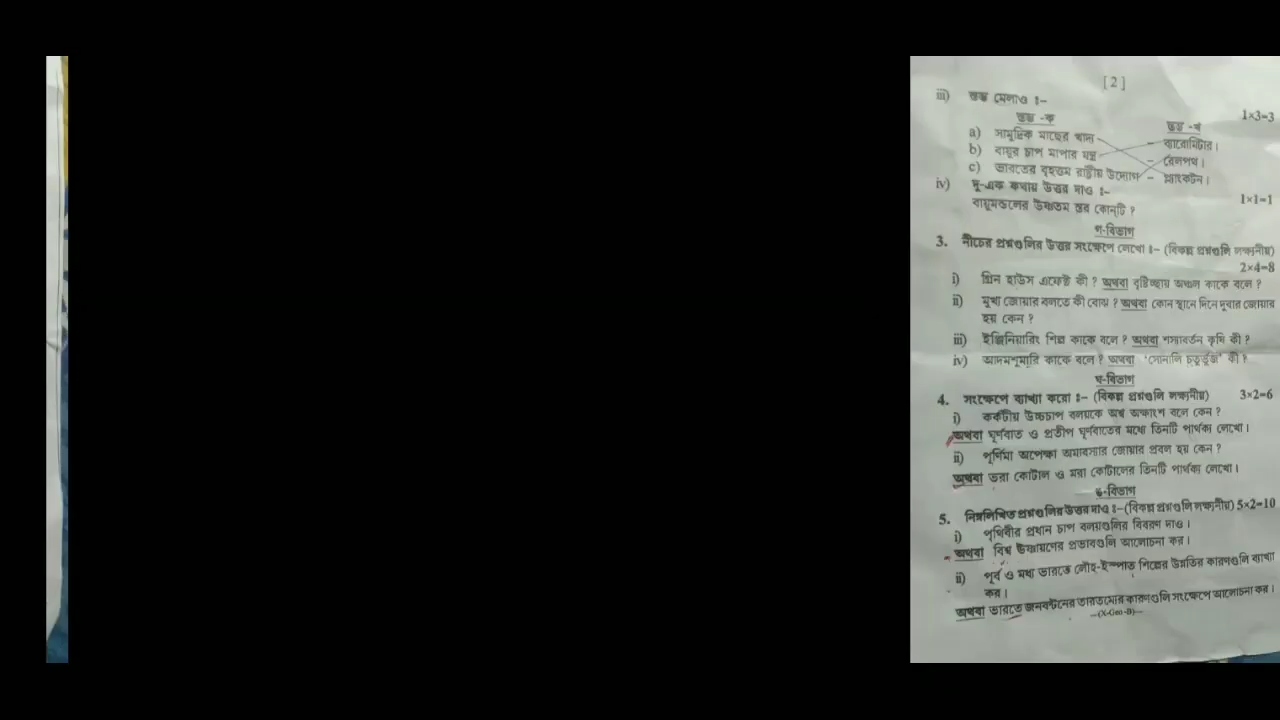 [ 2 ]
iii) স্তম্ভ মেলাও :-
1×3=3
স্তম্ভ -ক স্তম্ভ -খ
a) সামুদ্রিক মাছের খাদ্য – ব্যারোমিটার।
b) বায়ুর চাপ মাপার যন্ত্র – রেলপথ।
c) ভারতের বৃহত্তম রাষ্ট্রীয় উদ্যোগ – প্ল্যাংকটন।
iv) দু-এক কথায় উত্তর দাও :- 1×1=1
বায়ুমন্ডলের উষ্ণতম স্তর কোন্‌টি ?
গ-বিভাগ
3. নীচের প্রশ্নগুলির উত্তর সংক্ষেপে লেখো :- (বিকল্প প্রশ্নগুলি লক্ষ্যনীয়)
2×4=8
i) গ্রিন হাউস এফেক্ট কী ? অথবা বৃষ্টিচ্ছায় অঞ্চল কাকে বলে ?
ii) মুখ্য জোয়ার বলতে কী বোঝ ? অথবা কোন স্থানে দিনে দুবার জোয়ার
হয় কেন ?
iii) ইঞ্জিনিয়ারিং শিল্প কাকে বলে ? অথবা শস্যাবর্তন কৃষি কী ?
iv) আদমশুমারি কাকে বলে ? অথবা 'সোনালি চতুর্ভুজ' কী ?
ঘ-বিভাগ
4. সংক্ষেপে ব্যাখ্যা করো :- (বিকল্প প্রশ্নগুলি লক্ষ্যনীয়) 3×2=6
i) কর্কটীয় উচ্চচাপ বলয়কে অশ্ব অক্ষাংশ বলে কেন ?
অথবা ঘূর্ণবাত ও প্রতীপ ঘূর্ণবাতের মধ্যে তিনটি পার্থক্য লেখো।
ii) পূর্ণিমা অপেক্ষা অমাবস্যার জোয়ার প্রবল হয় কেন ?
অথবা ভরা কোটাল ও মরা কোটালের তিনটি পার্থক্য লেখো।
ঙ-বিভাগ
5. নিম্নলিখিত প্রশ্নগুলির উত্তর দাও :-(বিকল্প প্রশ্নগুলি লক্ষ্যনীয়) 5×2=10
i) পৃথিবীর প্রধান চাপ বলয়গুলির বিবরণ দাও।
অথবা বিশ্ব উষ্ণায়ণের প্রভাবগুলি আলোচনা কর।
ii) পূর্ব ও মধ্য ভারতে লৌহ-ইস্পাত শিল্পের উন্নতির কারণগুলি ব্যাখ্যা
কর।
অথবা ভারতে জনবন্টনের তারতম্যের কারণগুলি সংক্ষেপে আলোচনা কর।
–(X-Geo-B)–